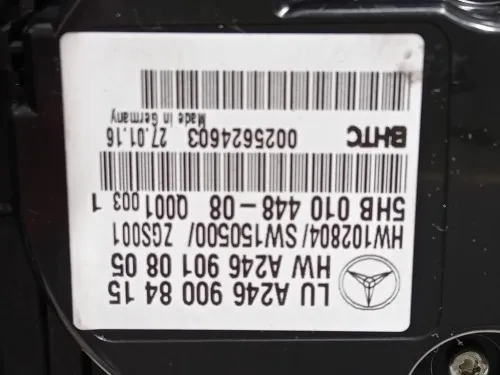 LU A246 900 84 15
HW A246 901 08 05
HW102804/SW150500/ ZGS001
5HB 010 448-08 Q001 003 1
BHTC 0025624603 27.01.16
Made in Germany